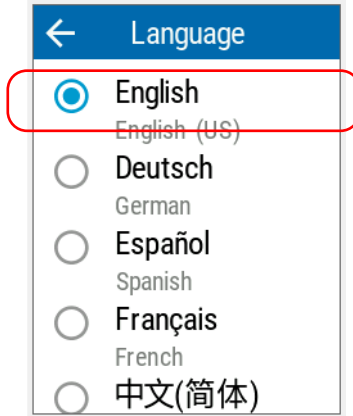 Language
English
English (US)
Deutsch
German
Español
Spanish
Français
French
中文(简体)